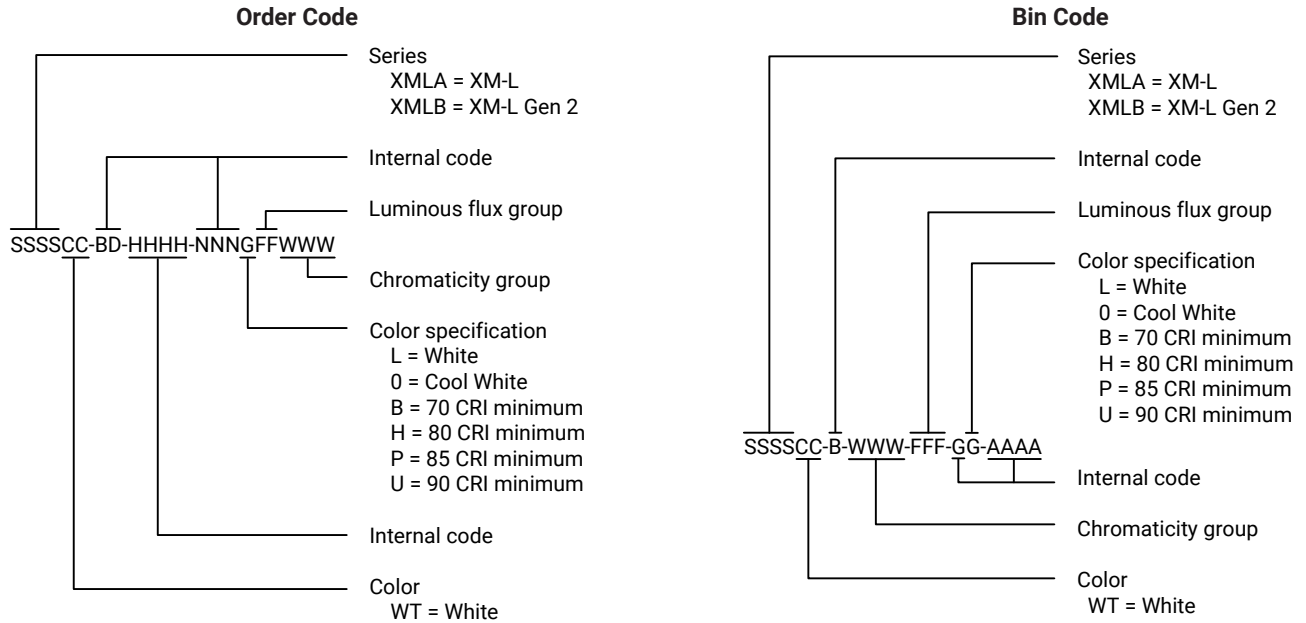 Order Code
Series
XMLA = XM-L
XMLB = XM-L Gen 2
Internal code
Luminous flux group
SSSSCC-BD-HHHH-NNNGFFWWW
Chromaticity group
Color specification
L = White
0 = Cool White
B = 70 CRI minimum
H = 80 CRI minimum
P = 85 CRI minimum
U = 90 CRI minimum
Internal code
Color
WT = White
Bin Code
Series
XMLA = XM-L
XMLB = XM-L Gen 2
Internal code
Luminous flux group
Color specification
L = White
0 = Cool White
B = 70 CRI minimum
H = 80 CRI minimum
P = 85 CRI minimum
U = 90 CRI minimum
SSSSCC-B-WWW-FFF-GG-AAAA
Internal code
Chromaticity group
Color
WT = White